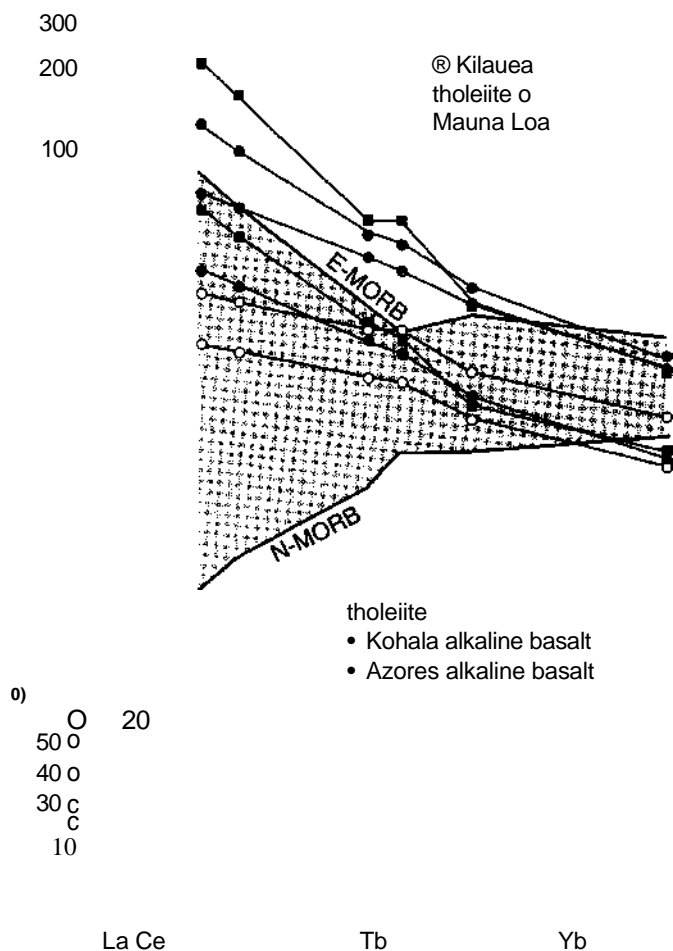 300
200
® Kilauea
tholeiite o
Mauna Loa
100
E-MORB
N-MORB
tholeiite
• Kohala alkaline basalt
• Azores alkaline basalt
0)
O 20
50 o
40 o
30 c
c
10
La Ce Tb Yb